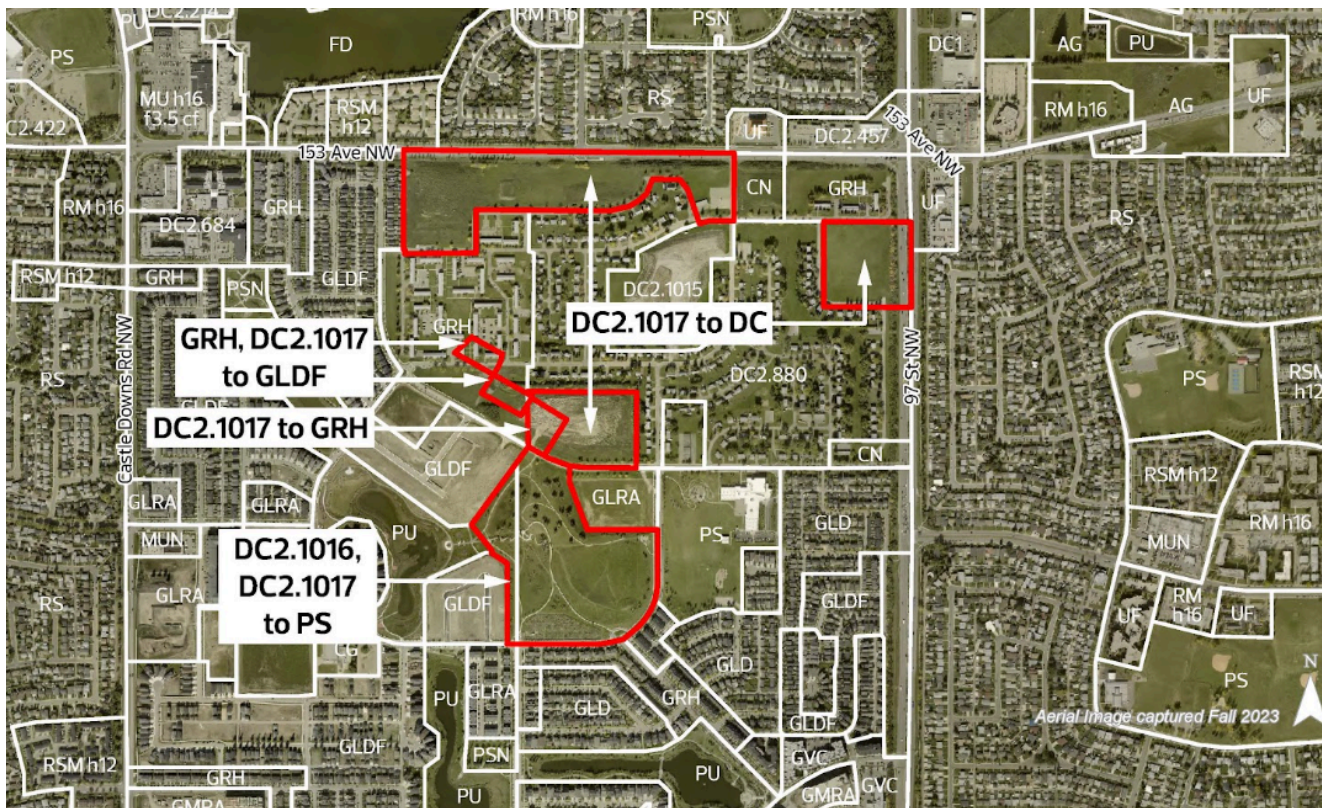 PU
DC2.214
RM h16
PSN
PS
FD
DC1
AG
PU
MU h16
f3.5 cf
RSM
h12
RS
RM h16
AG
UF
C2.422
UF
DC2.457
153 Ave NW
153 Ave NW
RM h16
GRH
CN
GRH
UF
DC2.684
RS
RSM h12
GRH
GLDF
PSN
DC2.1015
DC2.1017 to DC
GRH
GRH, DC2.1017
to GLDF
DC2.880
97 St NW
PS
RSM
h12
RS
Castle Downs Rd NW
GLDF
DC2.1017 to GRH
CN
GLDF
GLRA
GLRA
GLRA
PS
GLD
RSM h12
RM h16
PU
MUN
MUN
DC2.1016,
DC2.1017
to PS
GLRA
RS
GLDF
GLDF
RM
h16
UF
UF
CG
GLD
PS
N
PU
GLRA
GLD
GRH
Aerial Image captured Fall 2023
GLDF
GLDF
PSN
GVC
RSM h12
GRH
PU
PU
GVC
GMRA
GMRA